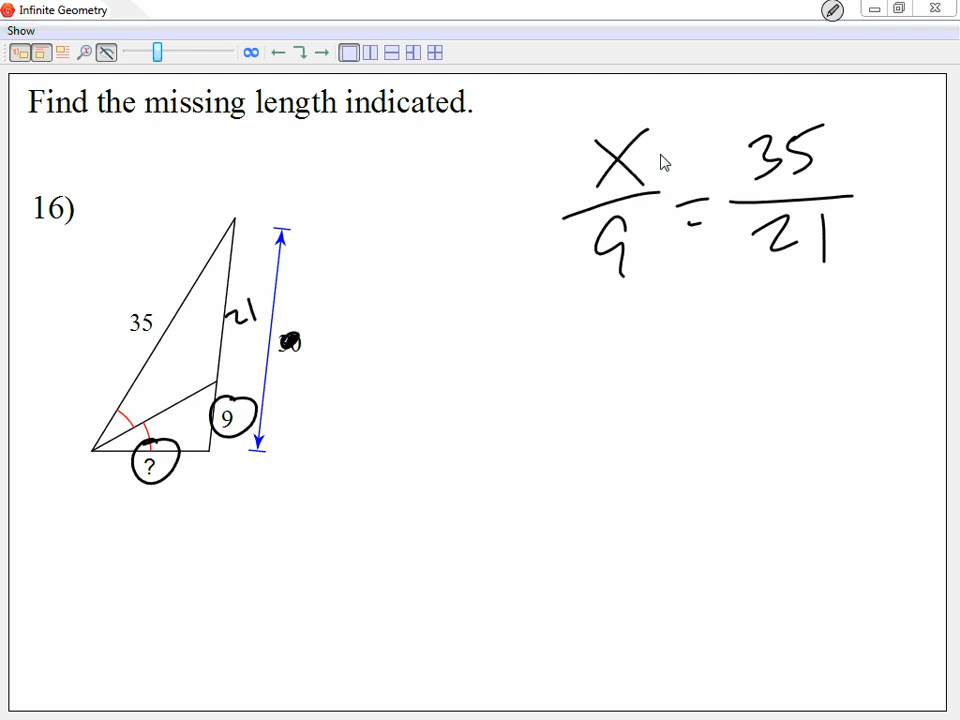 Infinite Geometry
Show
Find the missing length indicated.
16)
35
21
9
?
X
9
=
35
21